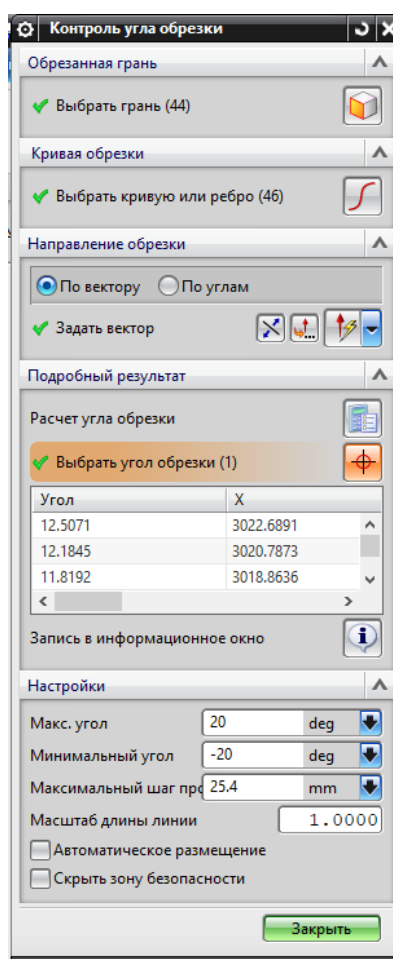 Контроль угла обрезки
Обрезанная грань
Выбрать грань (44)
Кривая обрезки
Выбрать кривую или ребро (46)
Направление обрезки
По вектору По углам
Задать вектор
Подробный результат
Расчет угла обрезки
Выбрать угол обрезки (1)
Угол X
12.5071 3022.6891
12.1845 3020.7873
11.8192 3018.8636
Запись в информационное окно
Настройки
Макс. угол 20 deg
Минимальный угол -20 deg
Максимальный шаг про 25.4 mm
Масштаб длины линии 1.0000
Автоматическое размещение
Скрыть зону безопасности
Закрыть